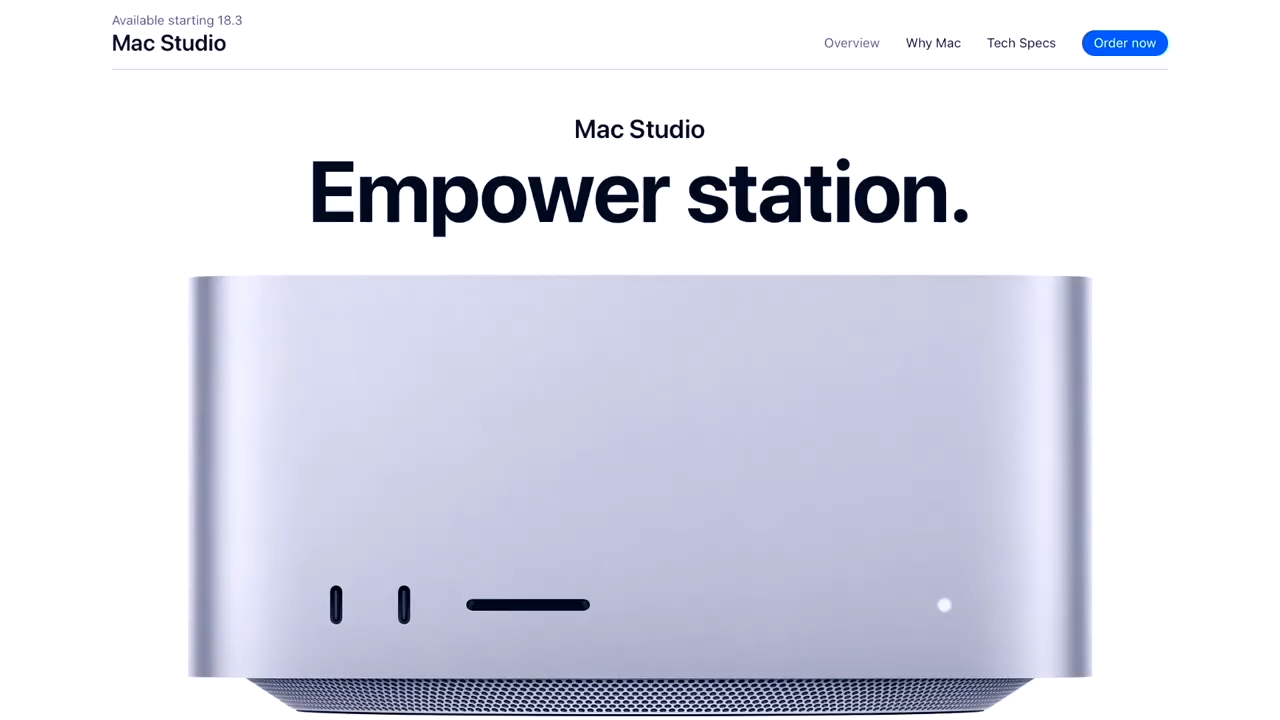 Available starting 18.3
Mac Studio
Overview
Why Mac
Tech Specs
Order now
Mac Studio
Empower station.